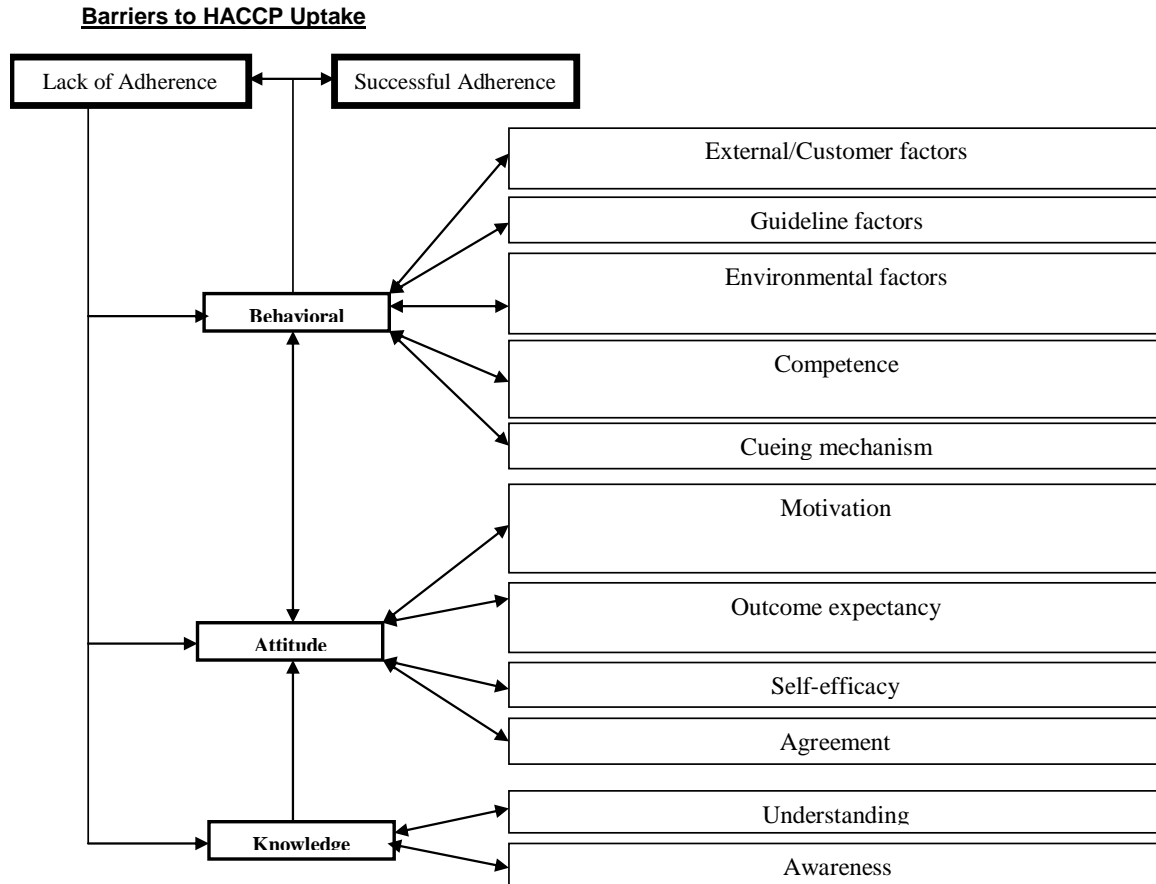 Barriers to HACCP Uptake
Lack of Adherence
Successful Adherence
External/Customer factors
Guideline factors
Environmental factors
Behavioral
Competence
Cueing mechanism
Motivation
Outcome expectancy
Attitude
Self-efficacy
Agreement
Understanding
Knowledge
Awareness